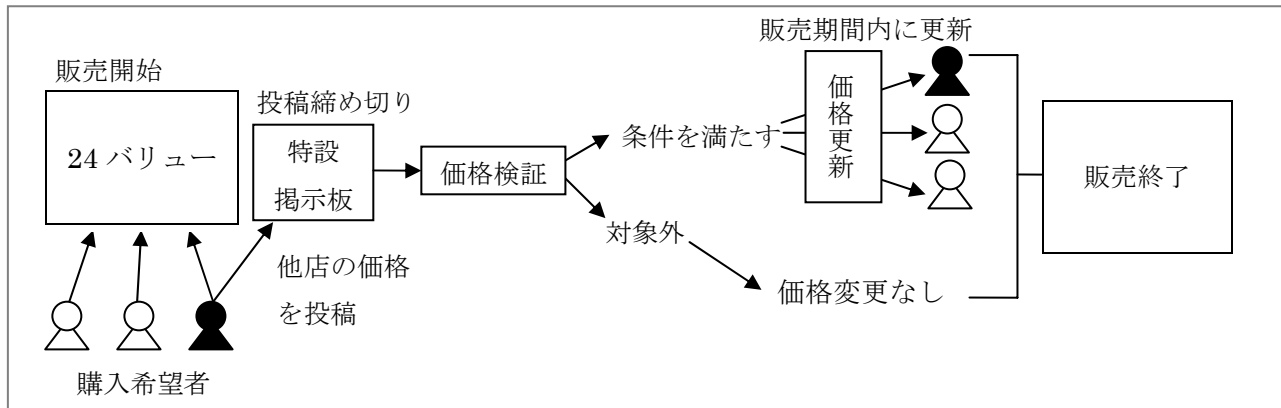 販売開始
24 バリュー
投稿締め切り
特設
掲示板
他店の価格
を投稿
購入希望者
価格検証
条件を満たす
対象外
価格変更なし
販売期間内に更新
価格更新
販売終了